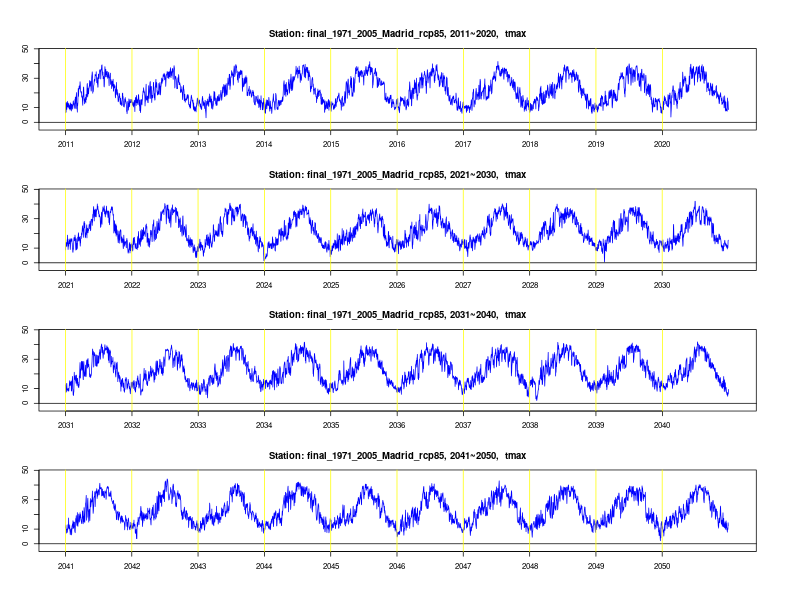 Station: final_1971_2005_Madrid_rcp85, 2011~2020, tmax
50
30
10
0
2011 2012 2013 2014 2015 2016 2017 2018 2019 2020
Station: final_1971_2005_Madrid_rcp85, 2021~2030, tmax
50
30
10
0
2021 2022 2023 2024 2025 2026 2027 2028 2029 2030
Station: final_1971_2005_Madrid_rcp85, 2031~2040, tmax
50
30
10
0
2031 2032 2033 2034 2035 2036 2037 2038 2039 2040
Station: final_1971_2005_Madrid_rcp85, 2041~2050, tmax
50
30
10
0
2041 2042 2043 2044 2045 2046 2047 2048 2049 2050